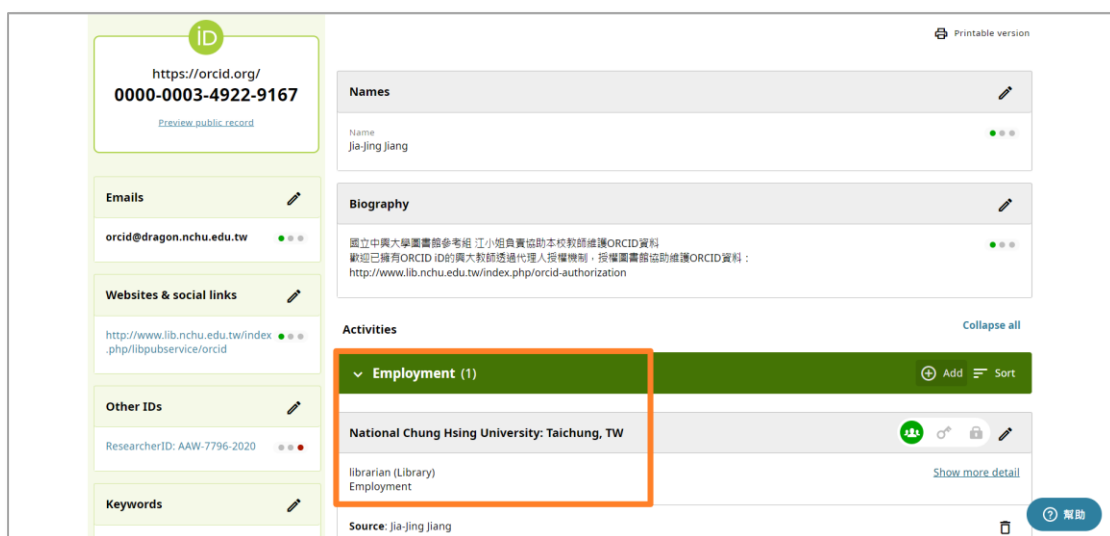 iD
https://orcid.org/
0000-0003-4922-9167
Preview public record
Emails
orcid@dragon.nchu.edu.tw
Websites & social links
http://www.lib.nchu.edu.tw/index
.php/libpubservice/orcid
Other IDs
ResearcherID: AAW-7796-2020
Keywords
Printable version
Names
Name
Jia-Jing Jiang
Biography
國立中興大學圖書館參考組 江小姐負責協助本校教師維護ORCID資料
歡迎已擁有ORCID iD的興大教師透過代理人授權機制，授權圖書館協助維護ORCID資料：
http://www.lib.nchu.edu.tw/index.php/orcid-authorization
Activities
Collapse all
Employment (1)
Add
Sort
National Chung Hsing University: Taichung, TW
librarian (Library)
Show more detail
Employment
Source: Jia-Jing Jiang
幫助